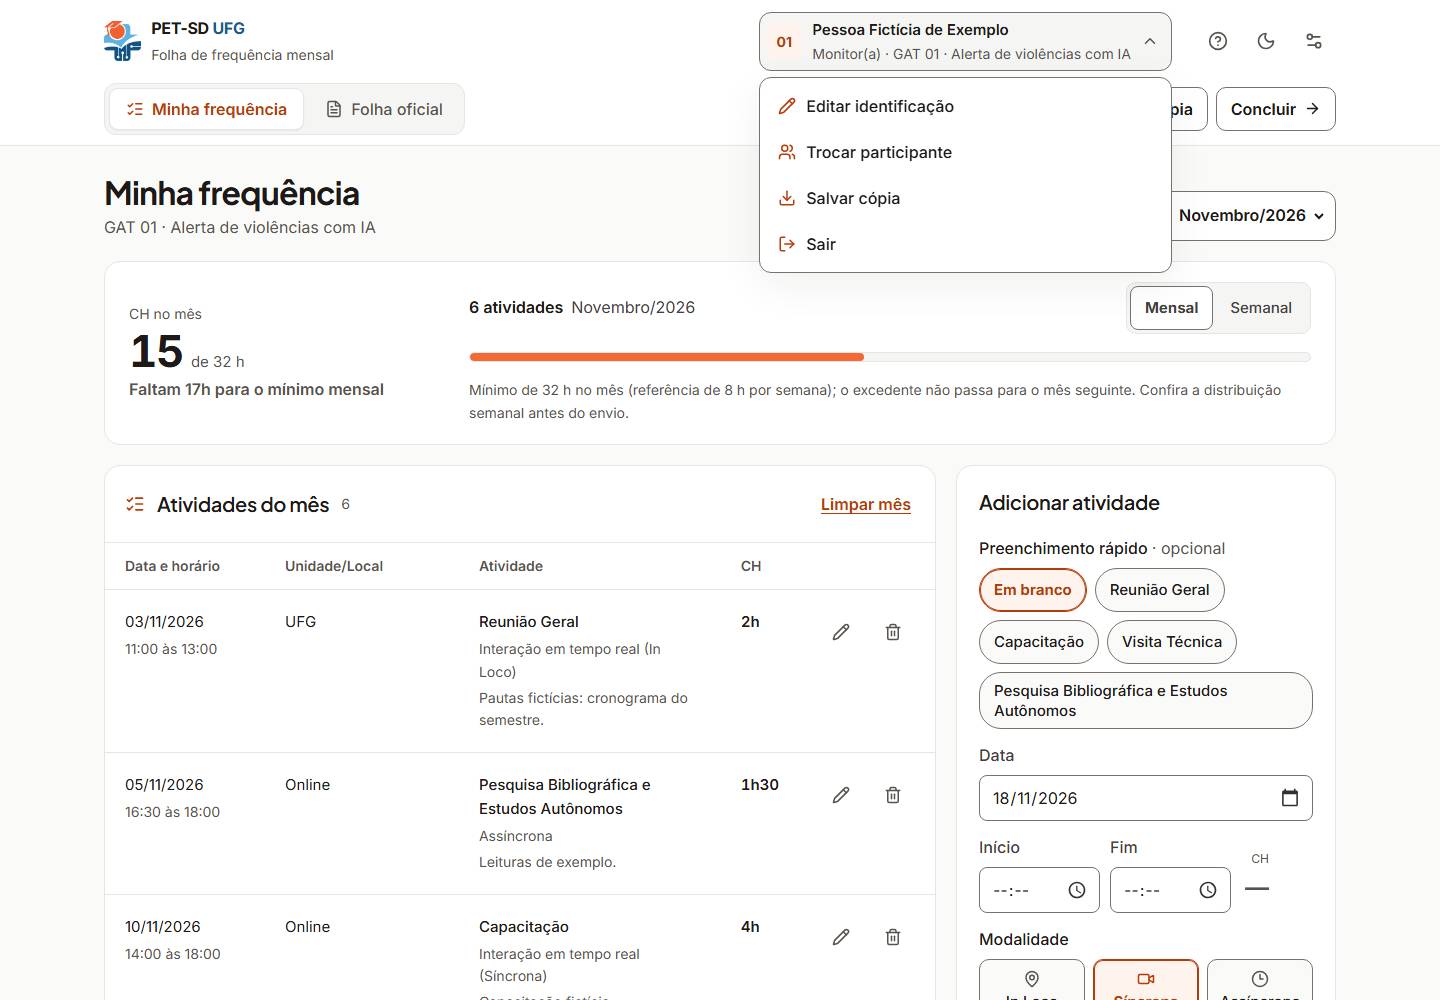 PET-SD UFG
Folha de frequência mensal
01
Pessoa Fictícia de Exemplo
Monitor(a) · GAT 01 · Alerta de violências com IA
Minha frequência
Folha oficial
Editar identificação
Trocar participante
Salvar cópia
Sair
Concluir
Minha frequência
GAT 01 · Alerta de violências com IA
Novembro/2026
CH no mês
15 de 32 h
Faltam 17h para o mínimo mensal
6 atividades Novembro/2026
Mensal
Semanal
Mínimo de 32 h no mês (referência de 8 h por semana); o excedente não passa para o mês seguinte. Confira a distribuição
semanal antes do envio.
Atividades do mês 6
Limpar mês
Data e horário
Unidade/Local
Atividade
CH
03/11/2026
11:00 às 13:00
UFG
Reunião Geral
Interação em tempo real (In
Loco)
Pautas fictícias: cronograma do
semestre.
2h
05/11/2026
16:30 às 18:00
Online
Pesquisa Bibliográfica e
Estudos Autônomos
Assíncrona
Leituras de exemplo.
1h30
10/11/2026
14:00 às 18:00
Online
Capacitação
Interação em tempo real
(Síncrona)
4h
Adicionar atividade
Preenchimento rápido · opcional
Em branco
Reunião Geral
Capacitação
Visita Técnica
Pesquisa Bibliográfica e Estudos
Autônomos
Data
18/11/2026
Início
Fim
CH
--:--
--:--
—
Modalidade